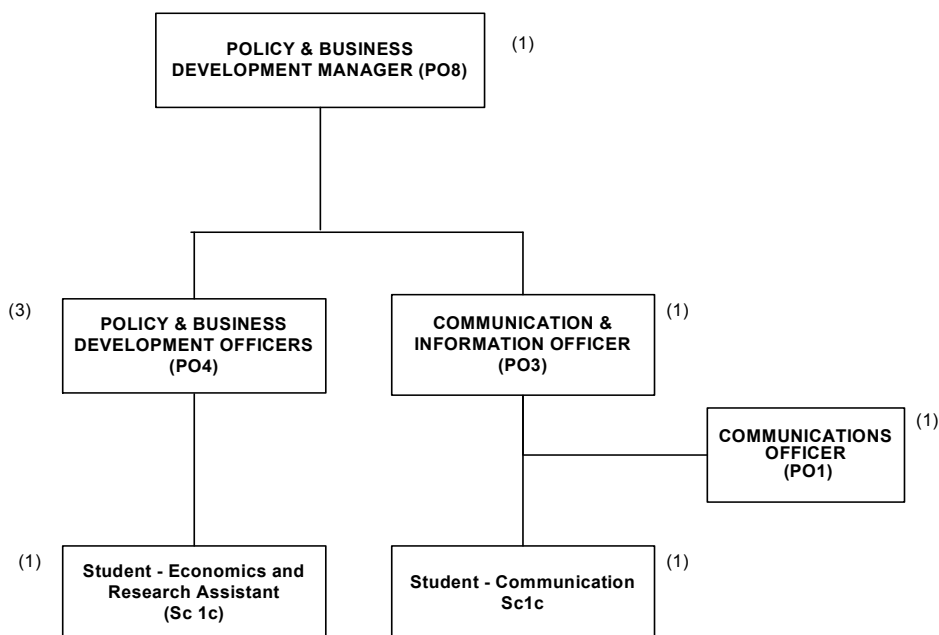 POLICY & BUSINESS
DEVELOPMENT MANAGER (PO8)
(1)
(3)
POLICY & BUSINESS
DEVELOPMENT OFFICERS
(PO4)
COMMUNICATION &
INFORMATION OFFICER
(PO3)
(1)
COMMUNICATIONS
OFFICER
(PO1)
(1)
(1)
Student - Economics and
Research Assistant
(Sc 1c)
Student - Communication
Sc1c
(1)